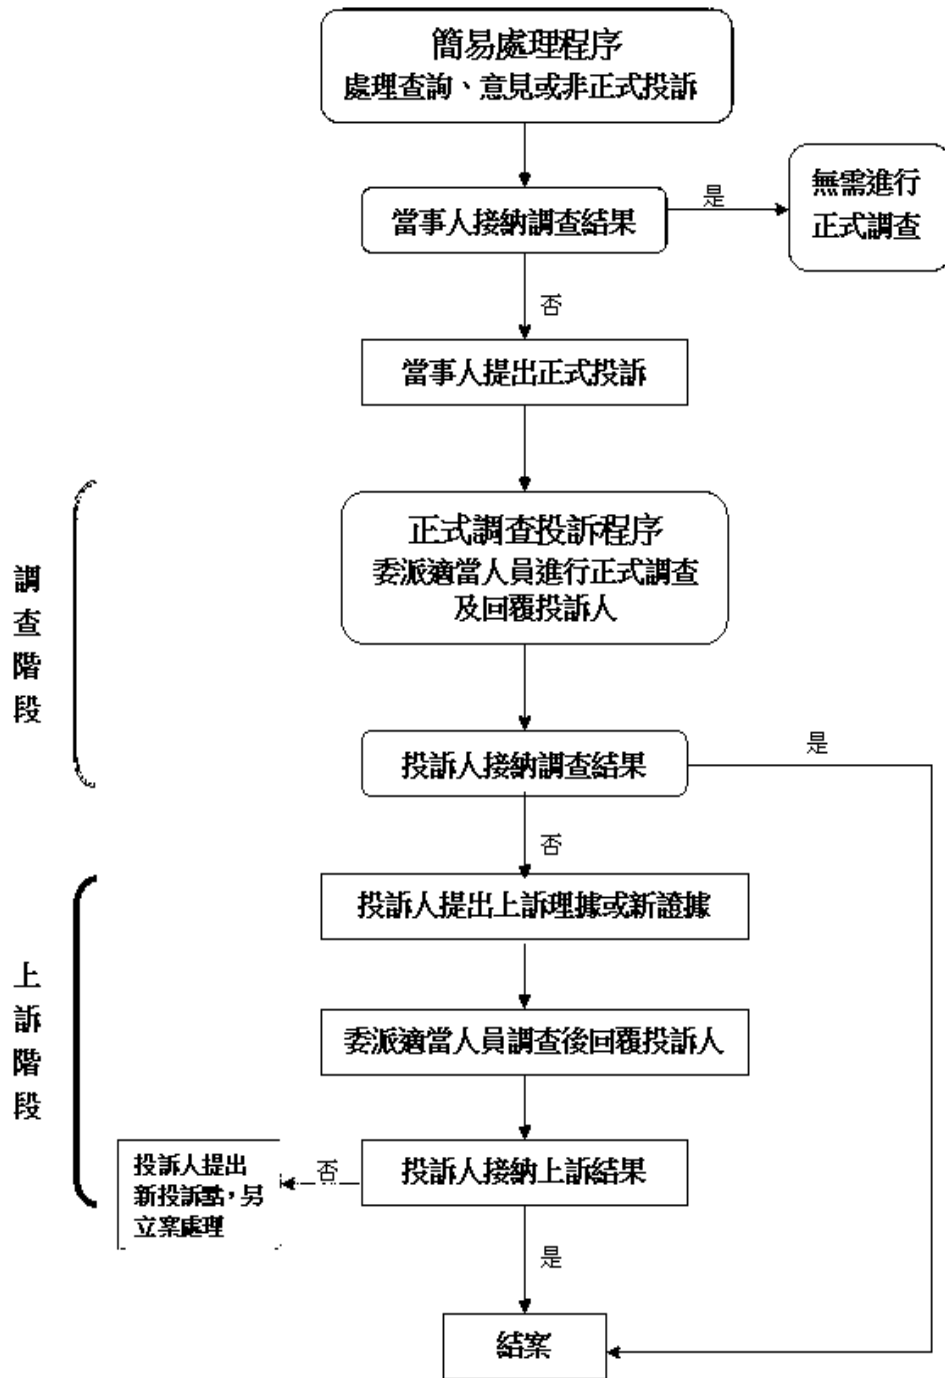 簡易處理程序
處理查詢、意見或非正式投訴
當事人接納調查結果
是
無需進行
正式調查
否
當事人提出正式投訴
調查階段
正式調查投訴程序
委派適當人員進行正式調查
及回覆投訴人
投訴人接納調查結果
是
否
上訴階段
投訴人提出上訴理據或新證據
委派適當人員調查後回覆投訴人
投訴人接納上訴結果
否
投訴人提出
新投訴點，另
立案處理
是
結案